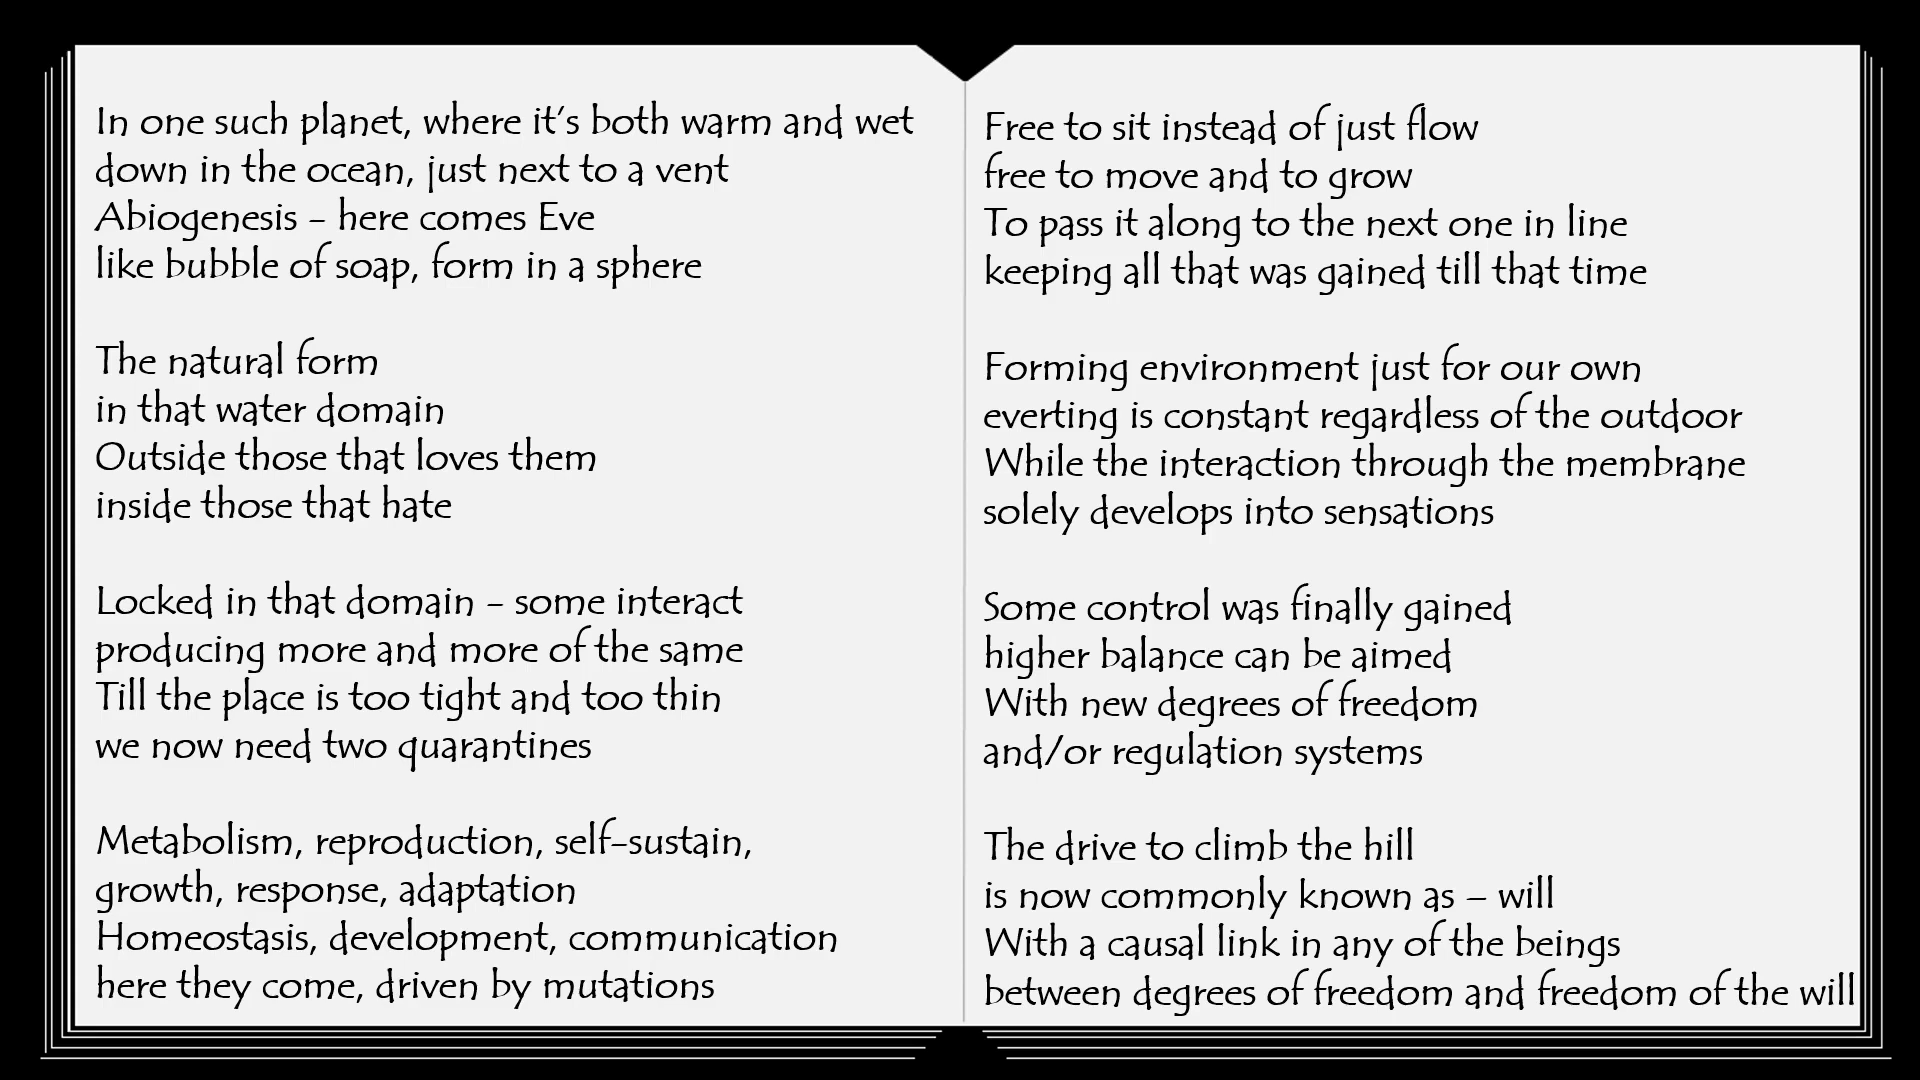 In one such planet, where it's both warm and wet
down in the ocean, just next to a vent
Abiogenesis - here comes Eve
like bubble of soap, form in a sphere
The natural form
in that water domain
Outside those that loves them
inside those that hate
Locked in that domain - some interact
producing more and more of the same
Till the place is too tight and too thin
we now need two quarantines
Metabolism, reproduction, self-sustain,
growth, response, adaptation
Homeostasis, development, communication
here they come, driven by mutations
Free to sit instead of just flow
free to move and to grow
To pass it along to the next one in line
keeping all that was gained till that time
Forming environment just for our own
everting is constant regardless of the outdoor
While the interaction through the membrane
solely develops into sensations
Some control was finally gained
higher balance can be aimed
With new degrees of freedom
and/or regulation systems
The drive to climb the hill
is now commonly known as – will
With a causal link in any of the beings
between degrees of freedom and freedom of the will